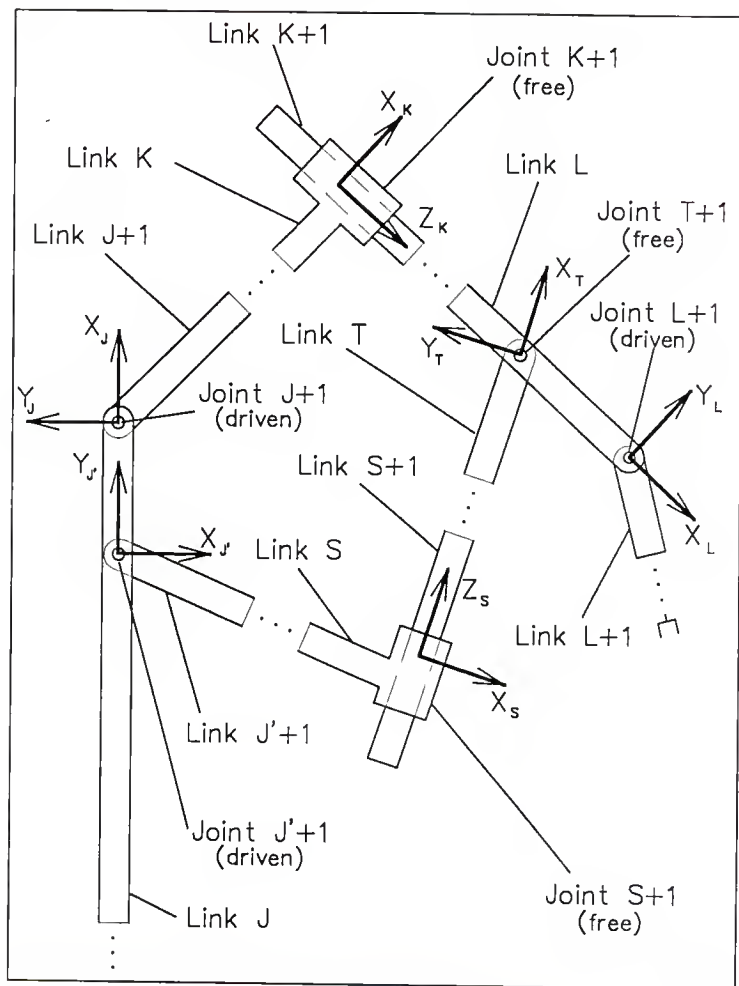 Link K+1
Joint K+1
(free)
X_K
Link K
Link L
Z_K
Joint T+1
(free)
Link J+1
X_T
X_J
Link T
Joint L+1
(driven)
Y_T
Y_J
Joint J+1
(driven)
Y_L
Y_J'
Link S+1
X_J'
Link S
X_L
Z_S
Link L+1
X_S
Link J'+1
Joint J'+1
(driven)
Joint S+1
(free)
Link J